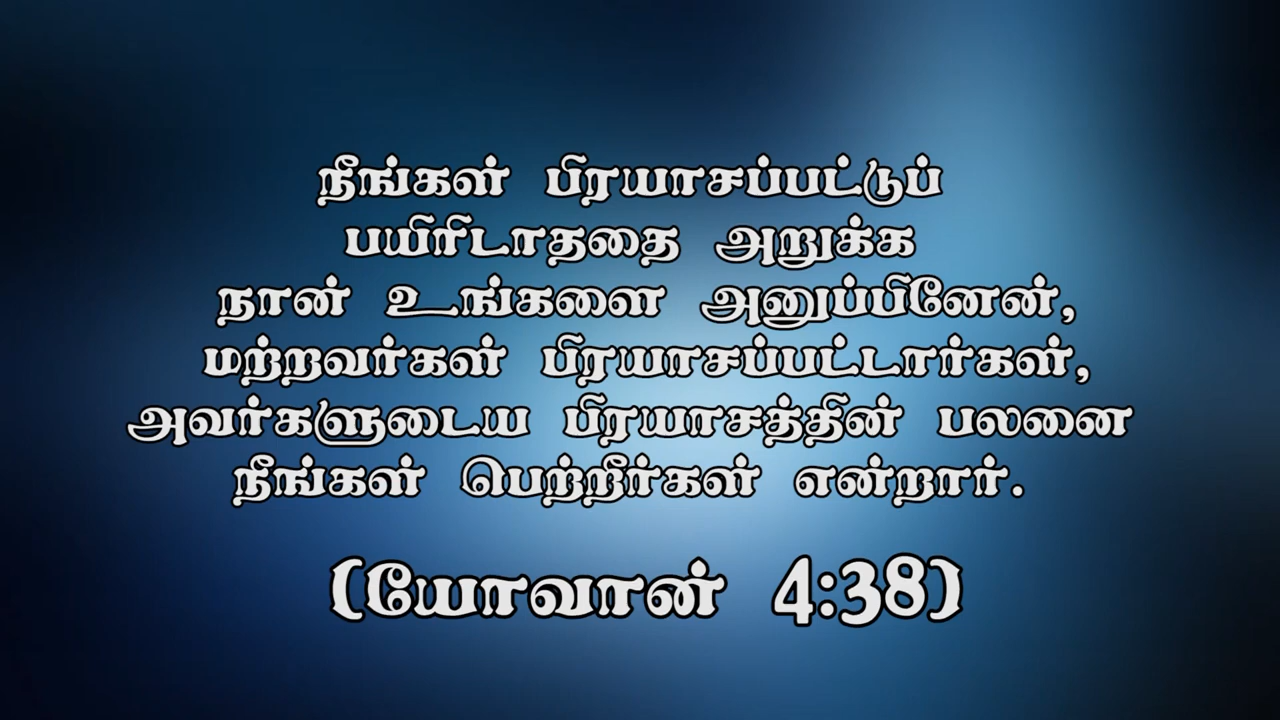 நீங்கள் பிரயாசப்பட்டுப்
பயிரிடாததை அறுக்க
நான் உங்களை அனுப்பினேன்,
மற்றவர்கள் பிரயாசப்பட்டார்கள்,
அவர்களுடைய பிரயாசத்தின் பலனை
நீங்கள் பெற்றீர்கள் என்றார்.
(யோவான் 4:38)